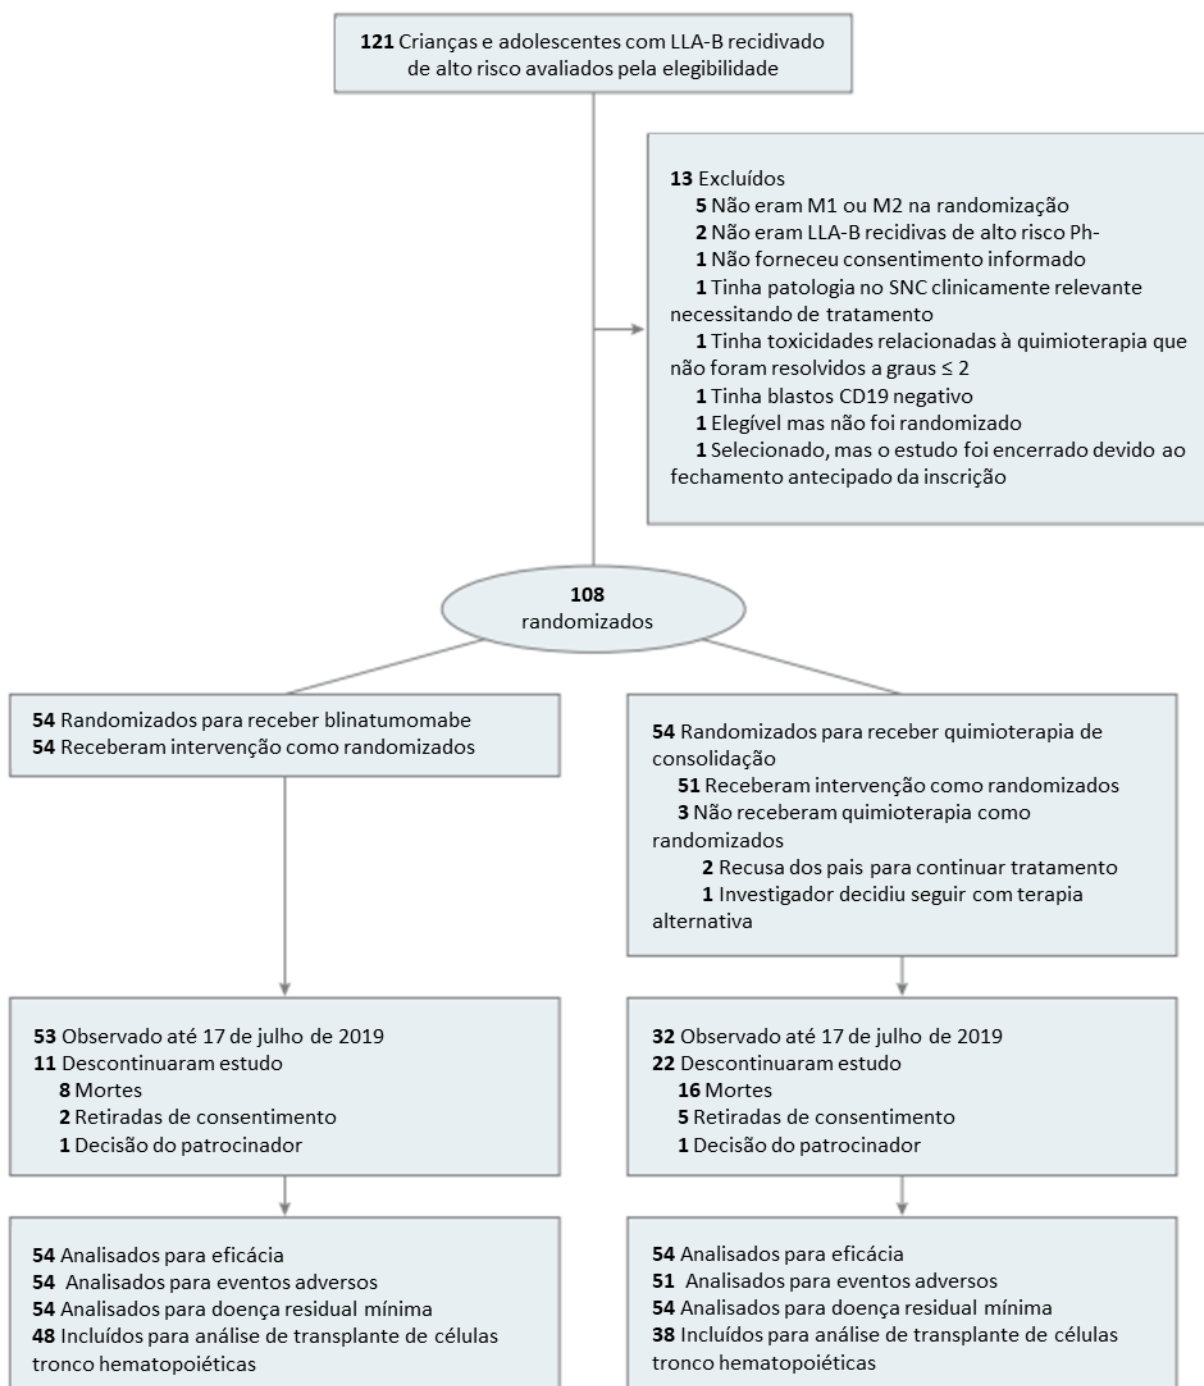 121 Crianças e adolescentes com LLA-B recidivado
de alto risco avaliados pela elegibilidade
13 Excluídos
5 Não eram M1 ou M2 na randomização
2 Não eram LLA-B recidivas de alto risco Ph-
1 Não forneceu consentimento informado
1 Tinha patologia no SNC clinicamente relevante
necessitando de tratamento
1 Tinha toxicidades relacionadas à quimioterapia que
não foram resolvidos a graus ≤ 2
1 Tinha blastos CD19 negativo
1 Elegível mas não foi randomizado
1 Selecionado, mas o estudo foi encerrado devido ao
fechamento antecipado da inscrição
108
randomizados
54 Randomizados para receber blinatumomabe
54 Receberam intervenção como randomizados
54 Randomizados para receber quimioterapia de
consolidação
51 Receberam intervenção como randomizados
3 Não receberam quimioterapia como
randomizados
2 Recusa dos pais para continuar tratamento
1 Investigador decidiu seguir com terapia
alternativa
53 Observado até 17 de julho de 2019
11 Descontinuaram estudo
8 Mortes
2 Retiradas de consentimento
1 Decisão do patrocinador
32 Observado até 17 de julho de 2019
22 Descontinuaram estudo
16 Mortes
5 Retiradas de consentimento
1 Decisão do patrocinador
54 Analisados para eficácia
54 Analisados para eventos adversos
54 Analisados para doença residual mínima
48 Incluídos para análise de transplante de células
tronco hematopoiéticas
54 Analisados para eficácia
51 Analisados para eventos adversos
54 Analisados para doença residual mínima
38 Incluídos para análise de transplante de células
tronco hematopoiéticas